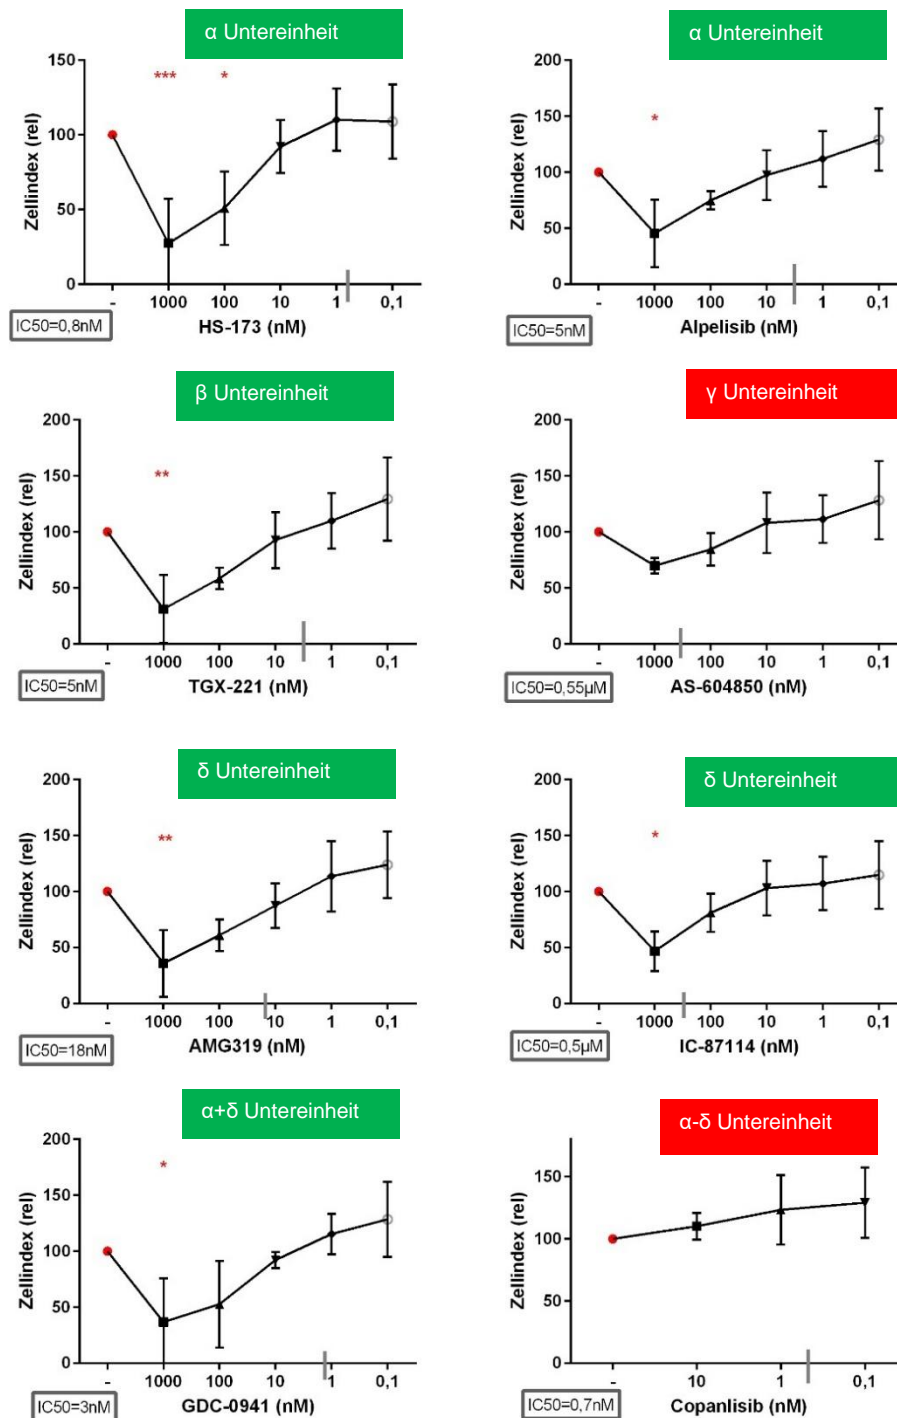 α Untereinheit
150
***
*
100
Zellindex (rel)
50
0
- 1000 100 10 1 0,1
IC50=0,8nM
HS-173 (nM)
α Untereinheit
200
*
150
Zellindex (rel)
100
50
0
- 1000 100 10 1 0,1
IC50=5nM
Alpelisib (nM)
β Untereinheit
200
**
150
Zellindex (rel)
100
50
0
- 1000 100 10 1 0,1
IC50=5nM
TGX-221 (nM)
γ Untereinheit
200
150
Zellindex (rel)
100
50
0
- 1000 100 10 1 0,1
IC50=0,55µM
AS-604850 (nM)
δ Untereinheit
200
**
150
Zellindex (rel)
100
50
0
- 1000 100 10 1 0,1
IC50=18nM
AMG319 (nM)
δ Untereinheit
200
*
150
Zellindex (rel)
100
50
0
- 1000 100 10 1 0,1
IC50=0,5µM
IC-87114 (nM)
α+δ Untereinheit
200
*
150
Zellindex (rel)
100
50
0
- 1000 100 10 1 0,1
IC50=3nM
GDC-0941 (nM)
α-δ Untereinheit
150
Zellindex (rel)
100
50
0
- 10 1 0,1
IC50=0,7nM
Copanlisib (nM)